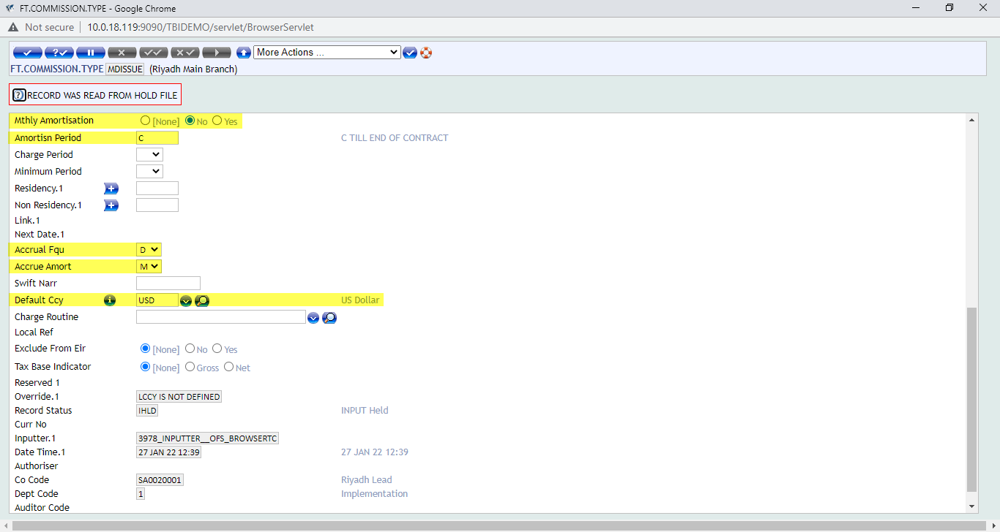 FT.COMMISSION.TYPE - Google Chrome
Not secure 10.0.18.119:9090/TBIDEMO/servlet/BrowserServlet
More Actions ...
FT.COMMISSION.TYPE MDISSUE (Riyadh Main Branch)
RECORD WAS READ FROM HOLD FILE
Mthly Amortisation [None] No Yes
Amortisn Period C C TILL END OF CONTRACT
Charge Period
Minimum Period
Residency.1
Non Residency.1
Link.1
Next Date.1
Accrual Fqu D
Accrue Amort M
Swift Narr
Default Ccy USD US Dollar
Charge Routine
Local Ref
Exclude From Eir [None] No Yes
Tax Base Indicator [None] Gross Net
Reserved 1
Override.1 LCCY IS NOT DEFINED
Record Status IHLD INPUT Held
Curr No
Inputter.1 3978_INPUTTER__OFS_BROWSERTC
Date Time.1 27 JAN 22 12:39 27 JAN 22 12:39
Authoriser
Co Code SA0020001 Riyadh Lead
Dept Code 1 Implementation
Auditor Code